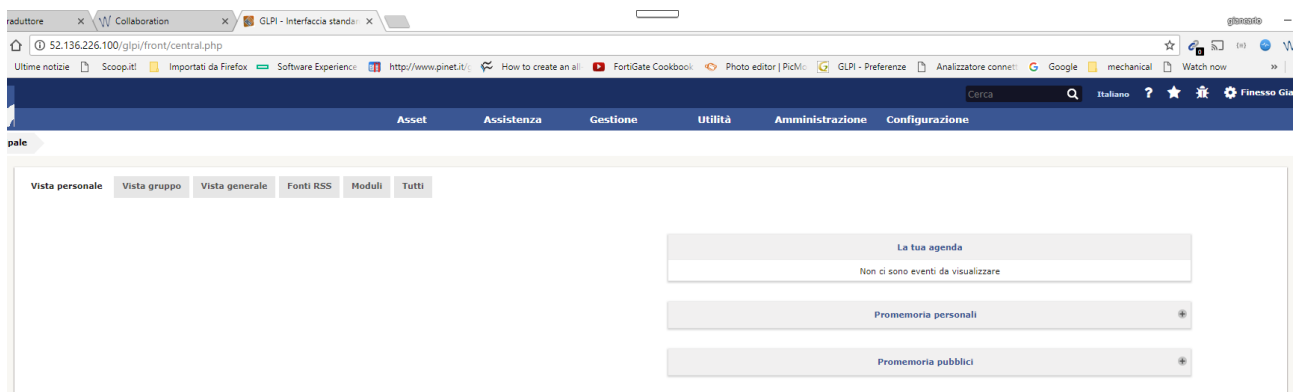 raduttore Collaboration GLPI - Interfaccia standar giancarlo
52.136.226.100/glpi/front/central.php
Ultime notizie Scoop.it! Importati da Firefox Software Experience http://www.pinet.it/ How to create an all FortiGate Cookbook Photo editor | PicMo GLPI - Preferenze Analizzatore connett Google mechanical Watch now »
Cerca Italiano ? Finesso Gia
Asset Assistenza Gestione Utilità Amministrazione Configurazione
pale
Vista personale Vista gruppo Vista generale Fonti RSS Moduli Tutti
La tua agenda
Non ci sono eventi da visualizzare
Promemoria personali
Promemoria pubblici